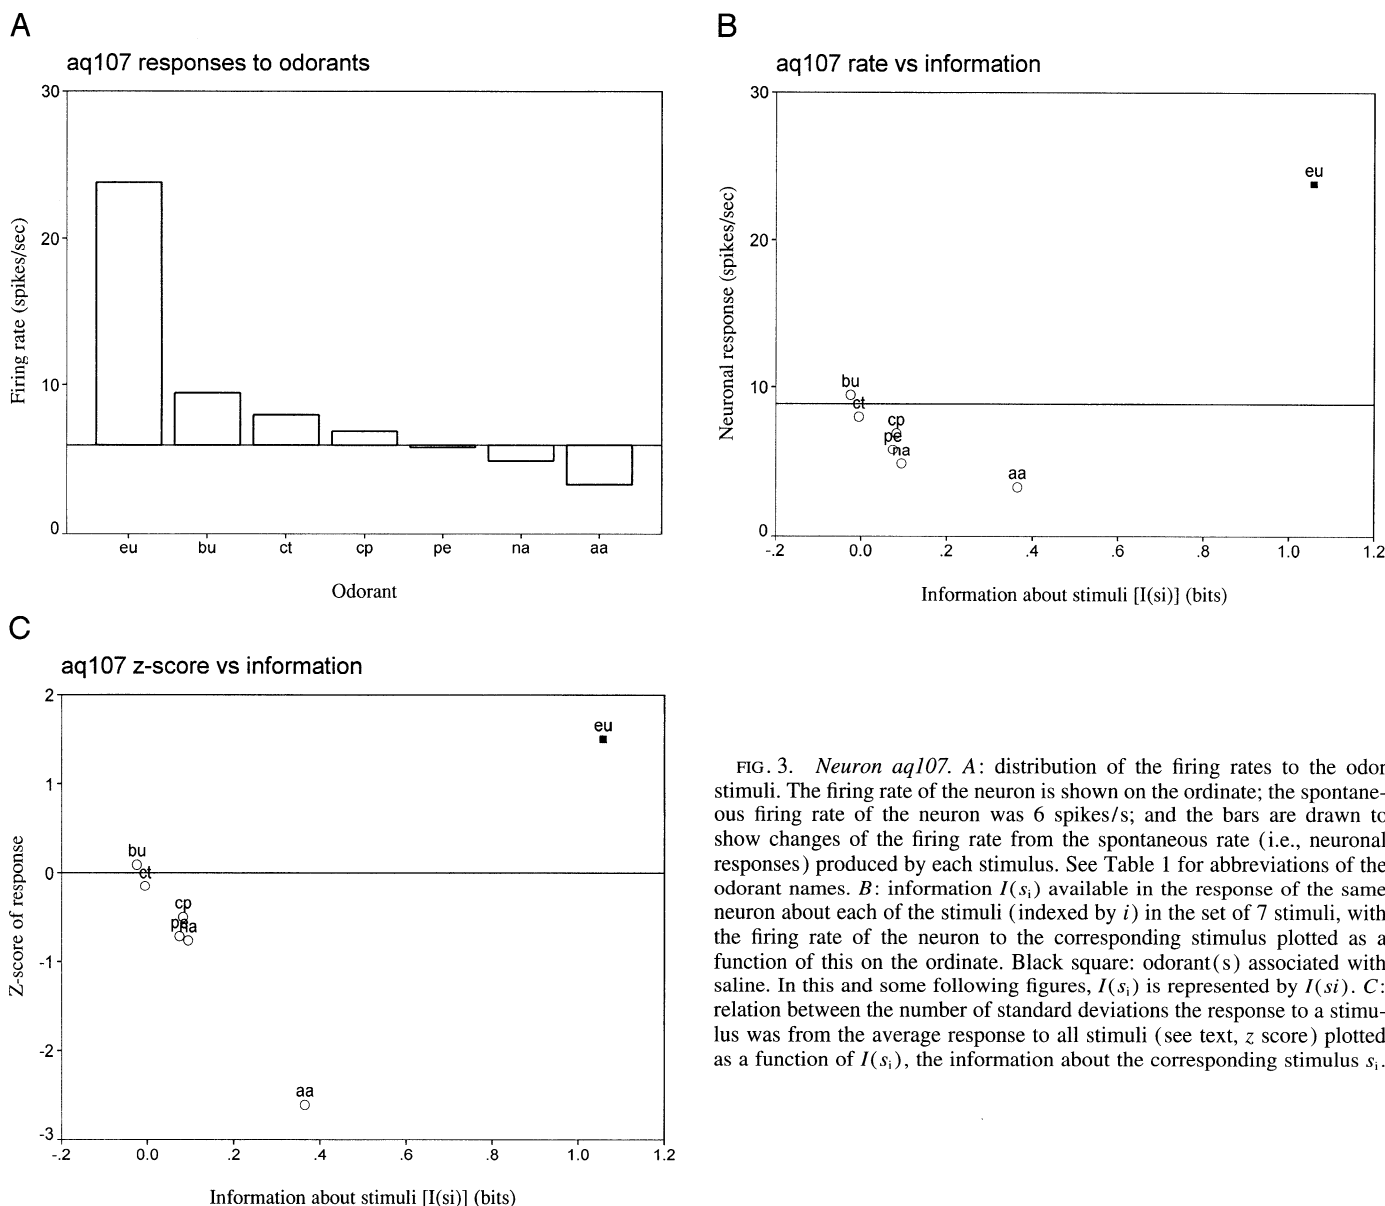 A
aq107 responses to odorants
30
20
10
0
Firing rate (spikes/sec)
eu bu ct cp pe na aa
Odorant
B
aq107 rate vs information
30
20
10
0
Neuronal response (spikes/sec)
eu
bu
ct
cp
pe
na
aa
-.2 0.0 .2 .4 .6 .8 1.0 1.2
Information about stimuli [I(si)] (bits)
C
aq107 z-score vs information
2
1
0
-1
-2
-3
Z-score of response
eu
bu
ct
cp
pe
na
aa
-.2 0.0 .2 .4 .6 .8 1.0 1.2
Information about stimuli [I(si)] (bits)
FIG. 3. Neuron aq107. A: distribution of the firing rates to the odor
stimuli. The firing rate of the neuron is shown on the ordinate; the spontane-
ous firing rate of the neuron was 6 spikes/s; and the bars are drawn to
show changes of the firing rate from the spontaneous rate (i.e., neuronal
responses) produced by each stimulus. See Table 1 for abbreviations of the
odorant names. B: information I(si) available in the response of the same
neuron about each of the stimuli (indexed by i) in the set of 7 stimuli, with
the firing rate of the neuron to the corresponding stimulus plotted as a
function of this on the ordinate. Black square: odorant(s) associated with
saline. In this and some following figures, I(si) is represented by I(si). C:
relation between the number of standard deviations the response to a stimu-
lus was from the average response to all stimuli (see text, z score) plotted
as a function of I(si), the information about the corresponding stimulus si.